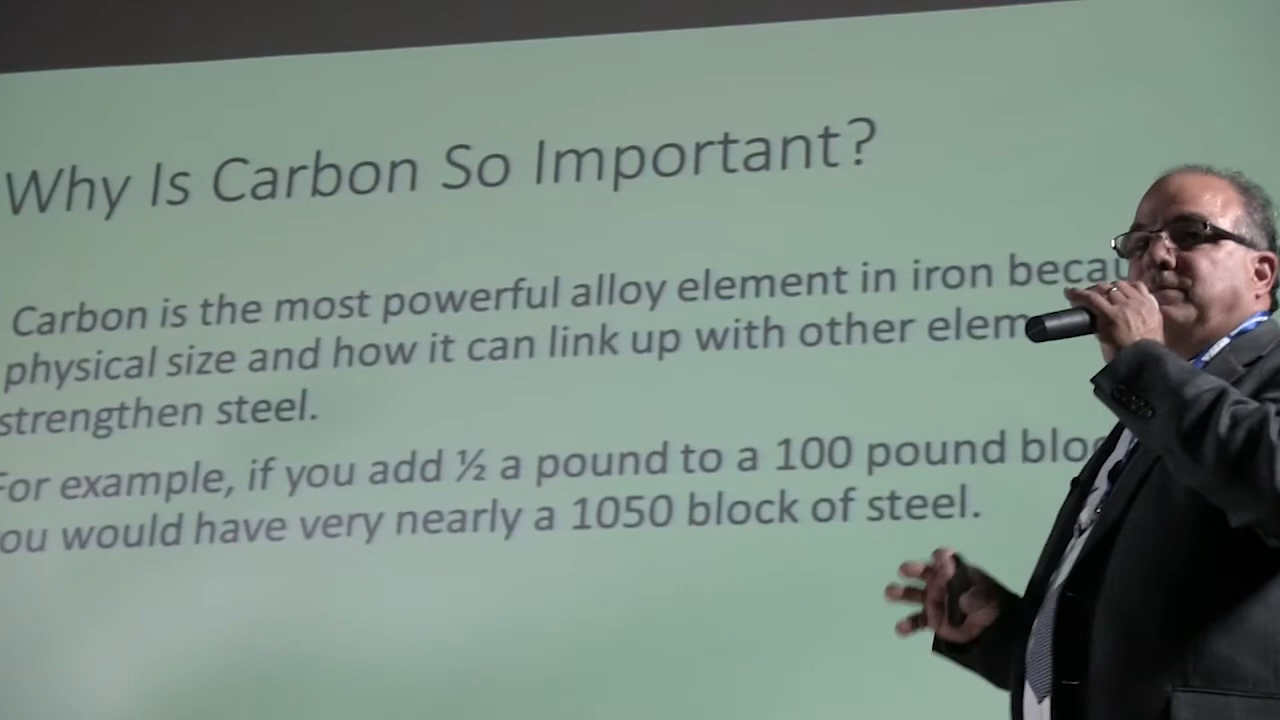 Why Is Carbon So Important?
Carbon is the most powerful alloy element in iron becau
physical size and how it can link up with other elem
strengthen steel.
For example, if you add ½ a pound to a 100 pound bloc
ou would have very nearly a 1050 block of steel.